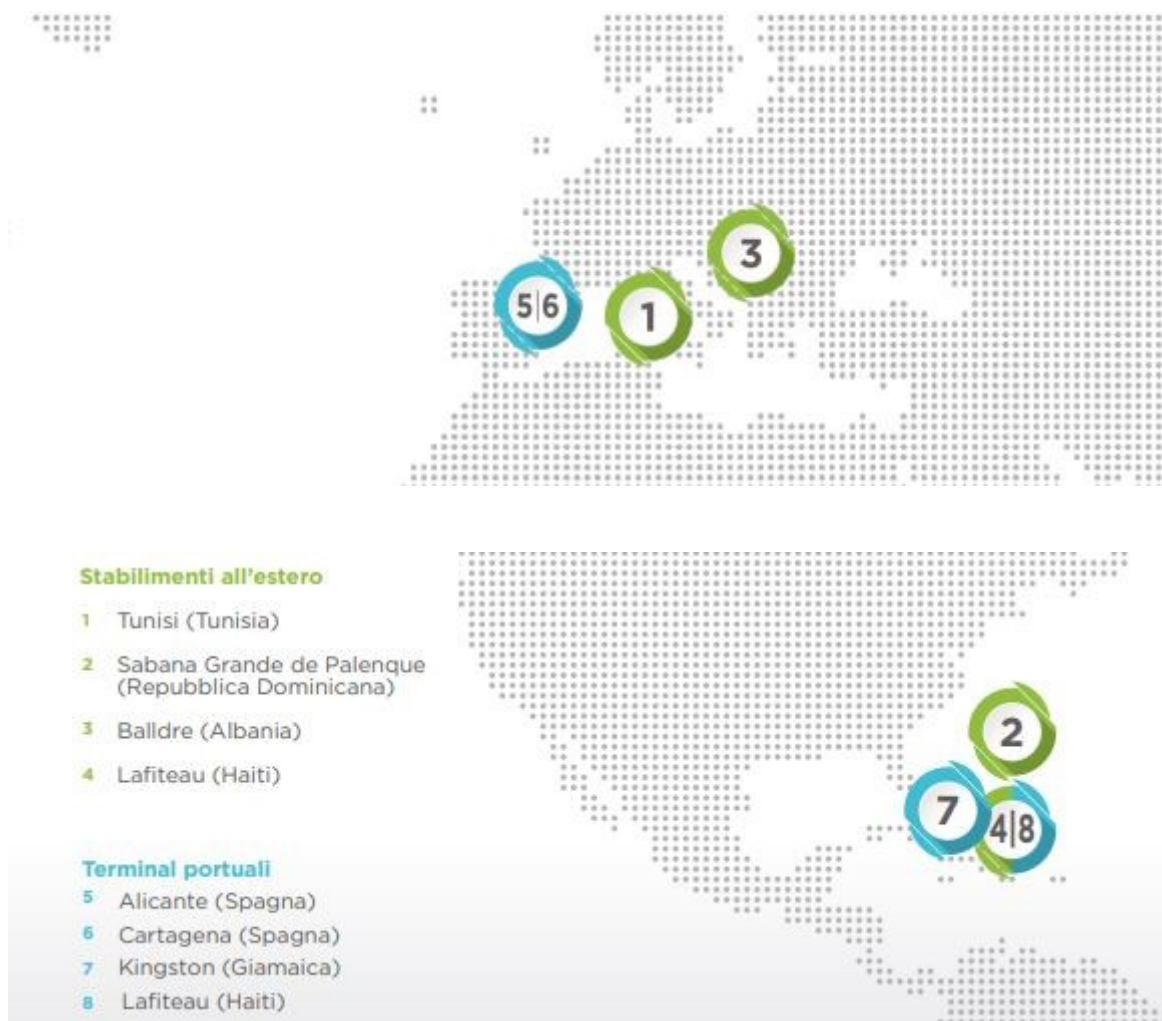 3
5|6
1
Stabilimenti all'estero
1 Tunisi (Tunisia)
2 Sabana Grande de Palenque
(Repubblica Dominicana)
3 Balldre (Albania)
4 Lafiteau (Haiti)
2
7
4|8
Terminal portuali
5 Alicante (Spagna)
6 Cartagena (Spagna)
7 Kingston (Giamaica)
8 Lafiteau (Haiti)